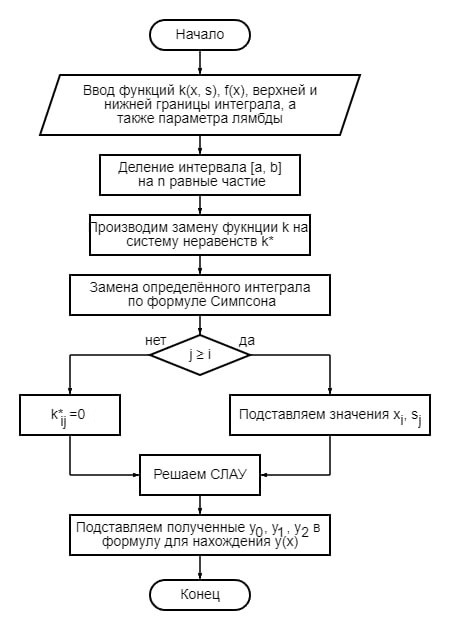 Начало
Ввод функций k(x, s), f(x), верхней и
нижней границы интеграла, а
также параметра лямбды
Деление интервала [a, b]
на n равные частие
Производим замену фукнции k на
систему неравенств k*
Замена определённого интеграла
по формуле Симпсона
нет
да
j ≥ i
k*ij =0
Подставляем значения xi, sj
Решаем СЛАУ
Подставляем полученные y0, y1 , y2 в
формулу для нахождения y(x)
Конец